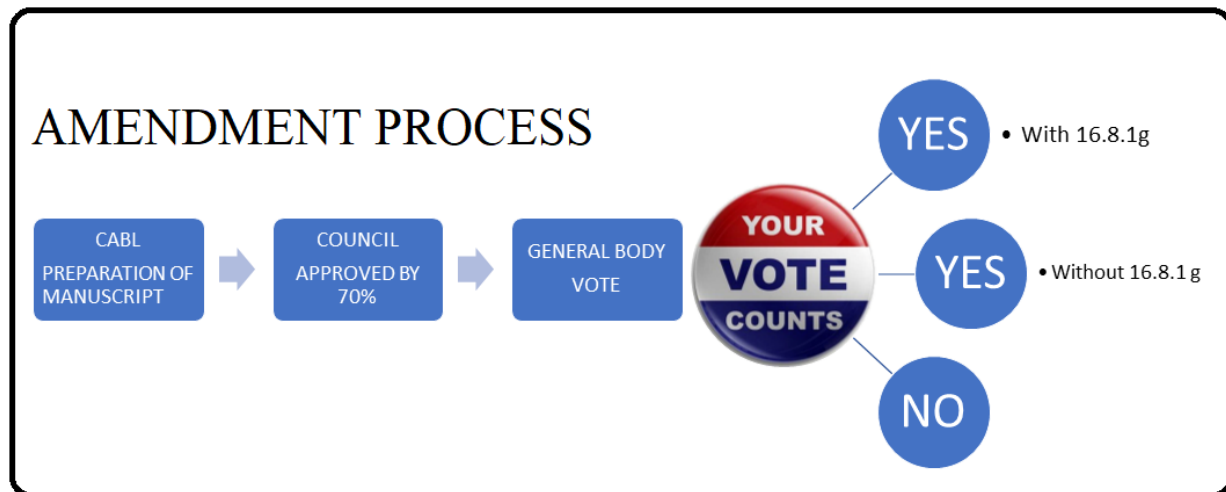 AMENDMENT PROCESS
CABL
PREPARATION OF
MANUSCRIPT
COUNCIL
APPROVED BY
70%
GENERAL BODY
VOTE
YOUR
VOTE
COUNTS
YES
• With 16.8.1g
YES
• Without 16.8.1 g
NO